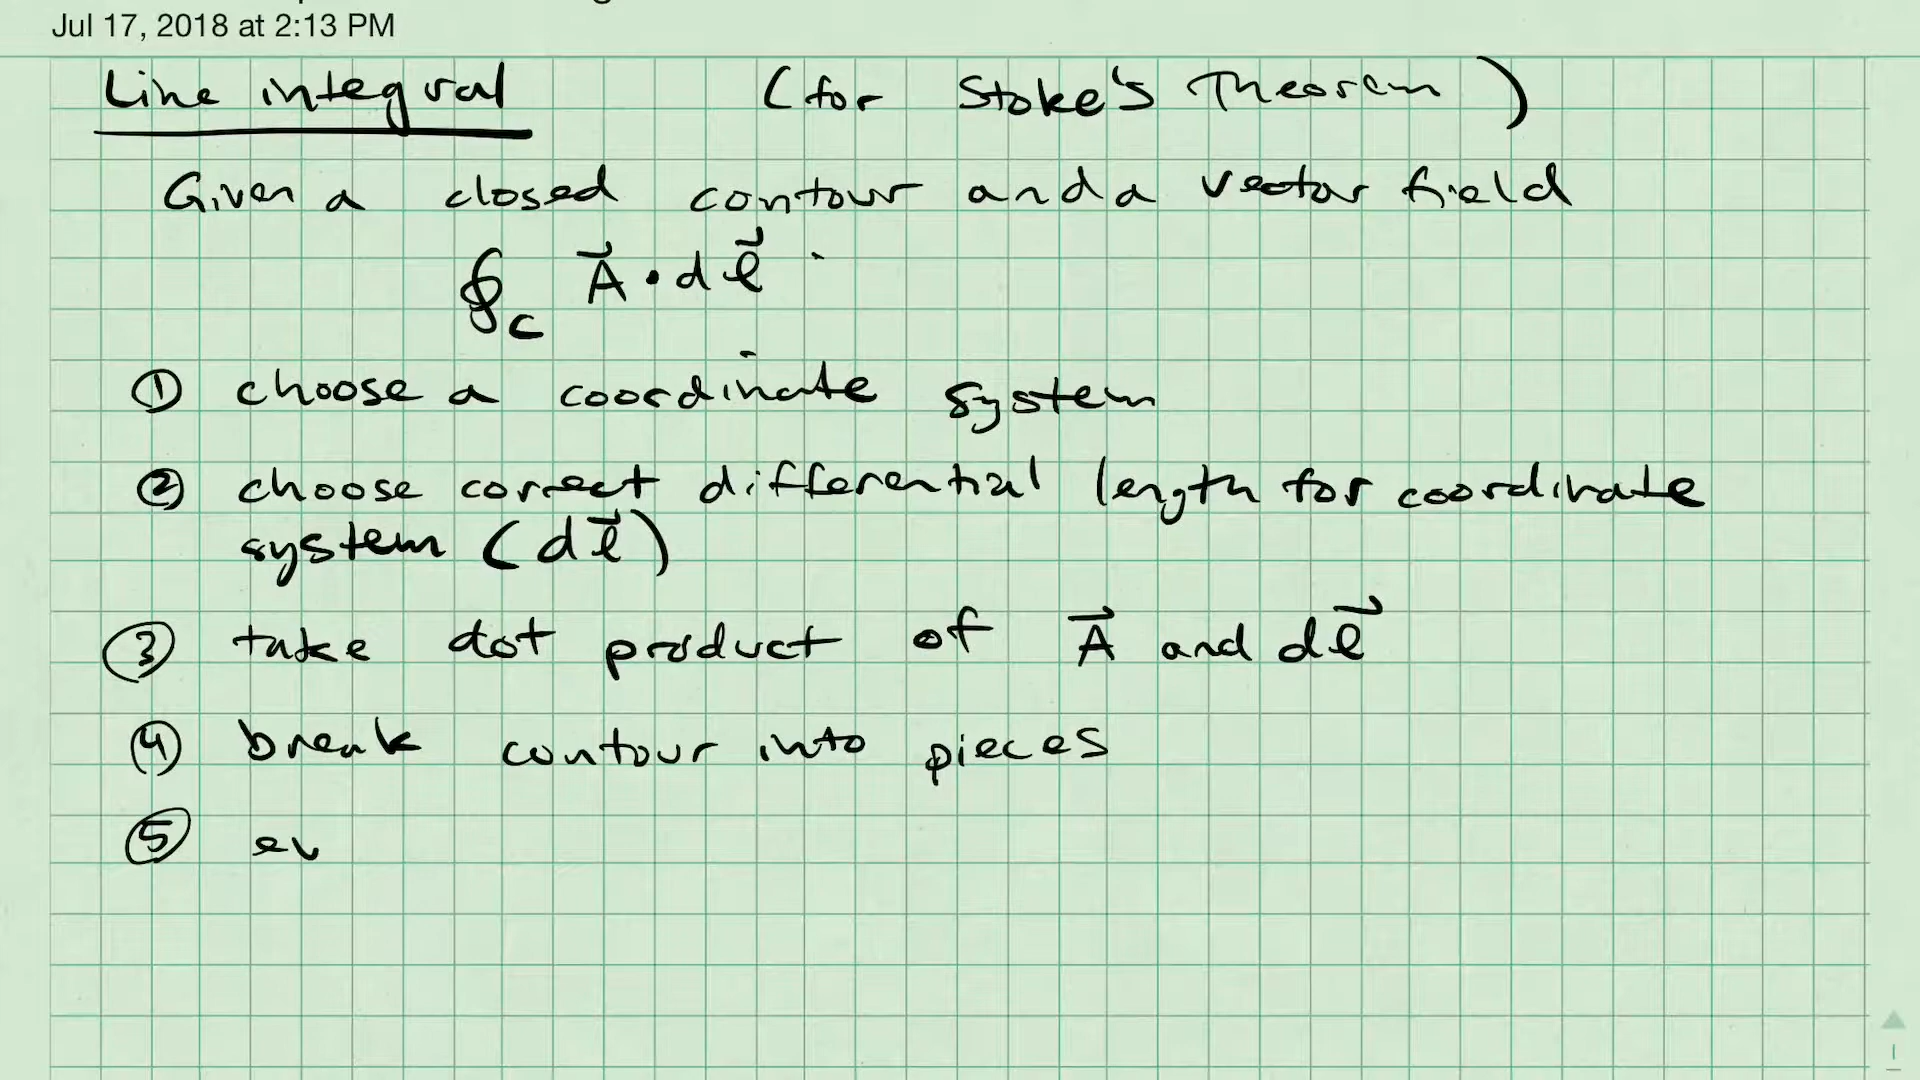 Jul 17, 2018 at 2:13 PM
Line integral (for Stoke's Theorem)
Given a closed contour and a vector field
∮_C A⃗ · dℓ⃗
① choose a coordinate system
② choose correct differential length for coordinate
system (dℓ⃗)
③ take dot product of A⃗ and dℓ⃗
④ break contour into pieces
⑤ ev